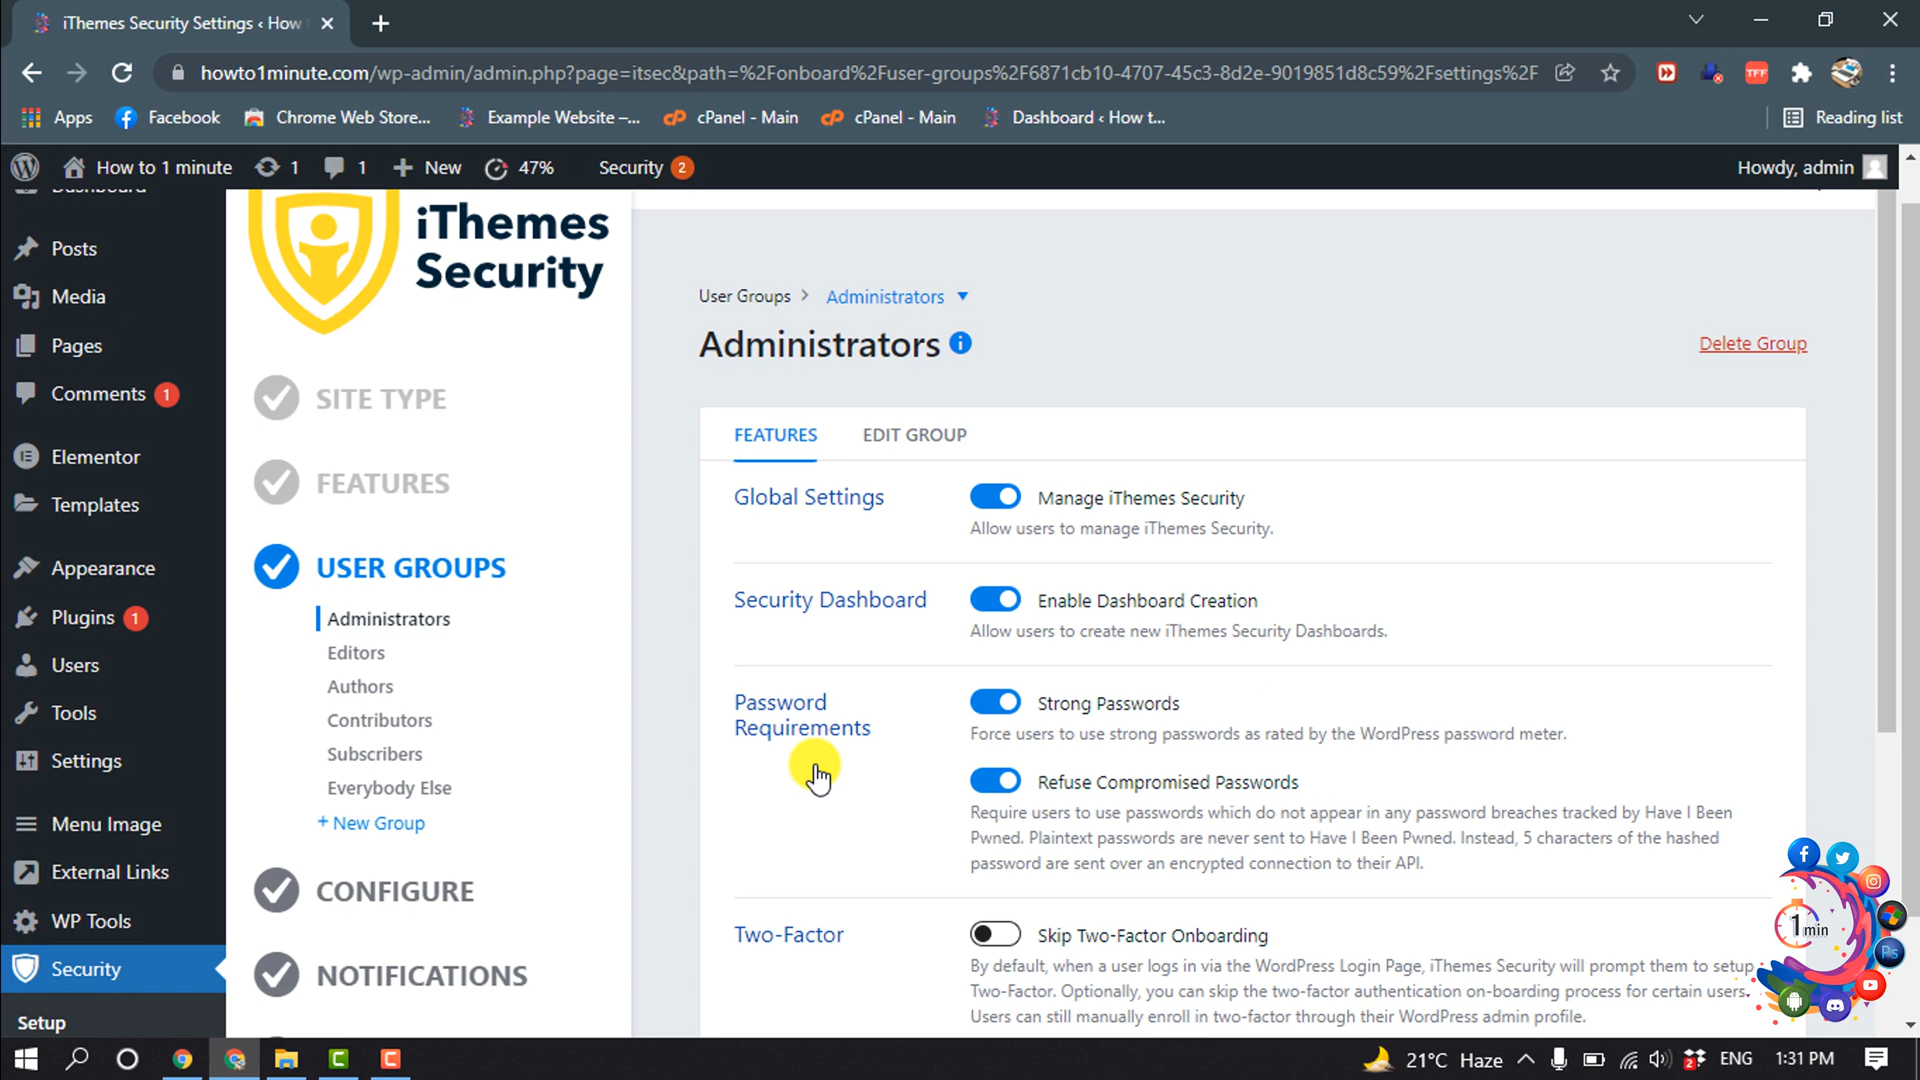 iThemes Security Settings ‹ How
howto1minute.com/wp-admin/admin.php?page=itsec&path=%2Fonboard%2Fuser-groups%2F6871cb10-4707-45c3-8d2e-9019851d8c59%2Fsettings%2F
TFF
Apps
Facebook
Chrome Web Store...
Example Website –...
cPanel - Main
cPanel - Main
Dashboard ‹ How t...
Reading list
How to 1 minute
1
1
New
47%
Security 2
Howdy, admin
Dashboard
Posts
Media
Pages
Comments 1
Elementor
Templates
Appearance
Plugins 1
Users
Tools
Settings
Menu Image
External Links
WP Tools
Security
Setup
iThemes
Security
SITE TYPE
FEATURES
USER GROUPS
Administrators
Editors
Authors
Contributors
Subscribers
Everybody Else
+ New Group
CONFIGURE
NOTIFICATIONS
User Groups > Administrators
Administrators
Delete Group
FEATURES
EDIT GROUP
Global Settings
Manage iThemes Security
Allow users to manage iThemes Security.
Security Dashboard
Enable Dashboard Creation
Allow users to create new iThemes Security Dashboards.
Password
Requirements
Strong Passwords
Force users to use strong passwords as rated by the WordPress password meter.
Refuse Compromised Passwords
Require users to use passwords which do not appear in any password breaches tracked by Have I Been
Pwned. Plaintext passwords are never sent to Have I Been Pwned. Instead, 5 characters of the hashed
password are sent over an encrypted connection to their API.
Two-Factor
Skip Two-Factor Onboarding
By default, when a user logs in via the WordPress Login Page, iThemes Security will prompt them to setup
Two-Factor. Optionally, you can skip the two-factor authentication on-boarding process for certain users.
Users can still manually enroll in two-factor through their WordPress admin profile.
1 min
Ps
21°C Haze
2
ENG
1:31 PM